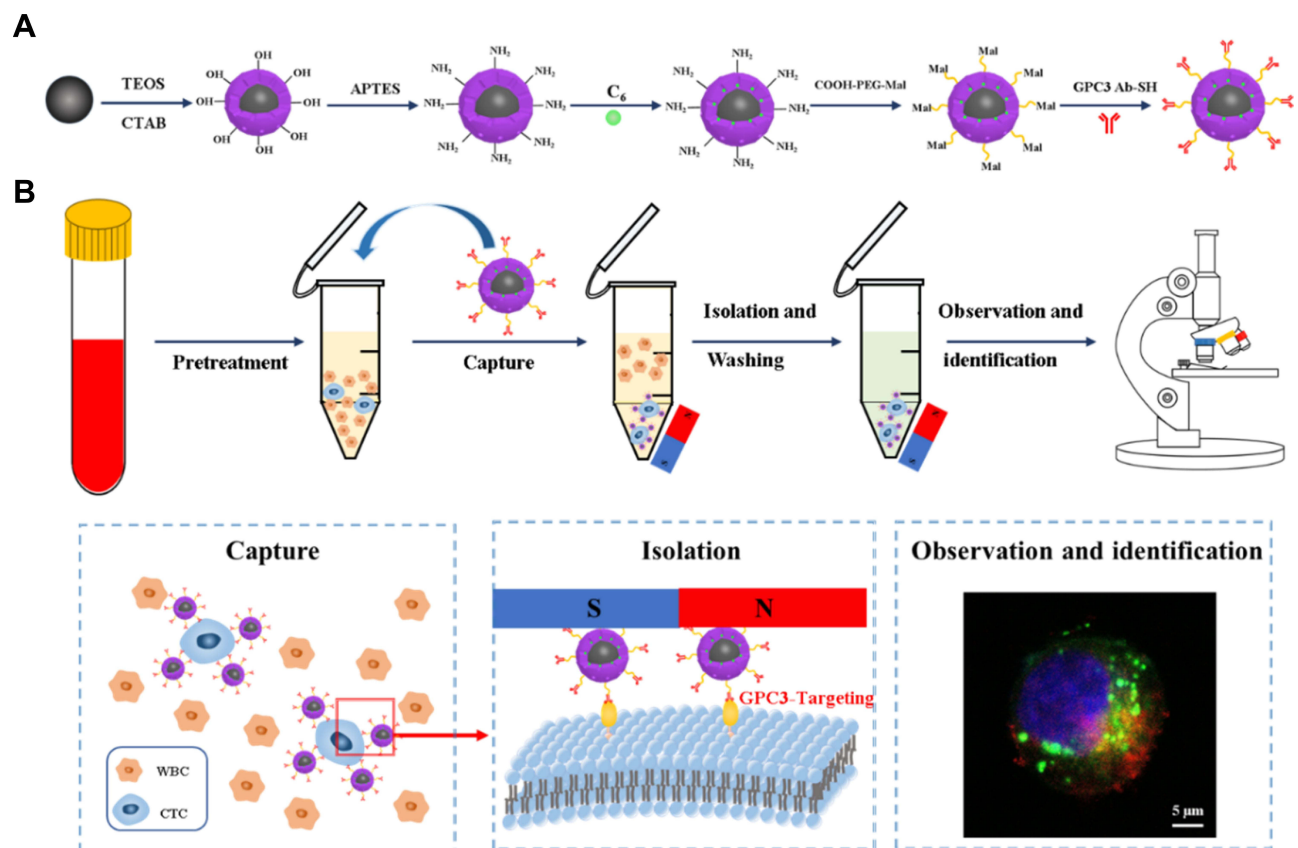 A
TEOS
CTAB
OH
OH
OH
OH
OH
OH
OH
OH
APTES
NH₂
NH₂
NH₂
NH₂
NH₂
NH₂
NH₂
NH₂
C₆
NH₂
NH₂
NH₂
NH₂
NH₂
NH₂
NH₂
NH₂
COOH-PEG-Mal
Mal
Mal
Mal
Mal
Mal
Mal
Mal
Mal
GPC3 Ab-SH
B
Pretreatment
Capture
Isolation and
Washing
Observation and
identification
N
S
N
S
Capture
WBC
CTC
Isolation
S N
GPC3-Targeting
Observation and identification
5 μm